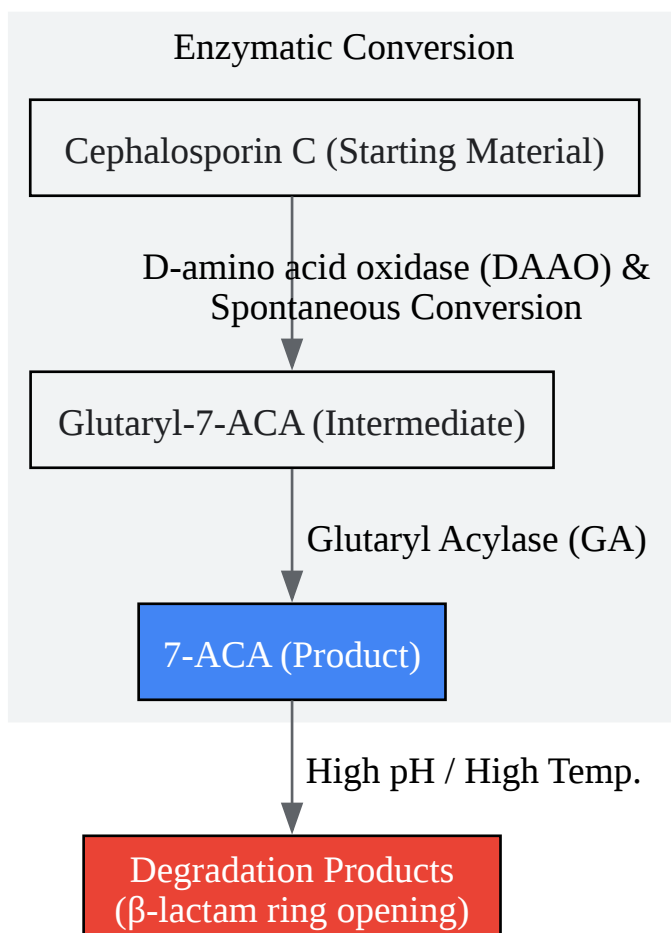 Enzymatic Conversion
Cephalosporin C (Starting Material)
D-amino acid oxidase (DAAO) &
Spontaneous Conversion
Glutaryl-7-ACA (Intermediate)
Glutaryl Acylase (GA)
7-ACA (Product)
High pH / High Temp.
Degradation Products
(β-lactam ring opening)